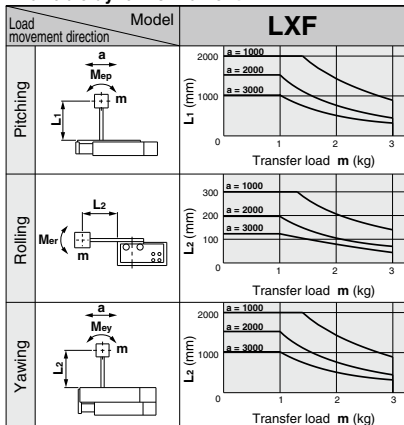 Model
Load movement direction
LXF
Pitching
a
Mep
m
L1
L1 (mm)
2000
1000
a = 1000
a = 2000
a = 3000
0
1
2
3
Transfer load m (kg)
Rolling
L2
Mer
m
L2 (mm)
300
200
100
a = 1000
a = 2000
a = 3000
0
1
2
3
Transfer load m (kg)
Yawing
a
Mey
m
L2
L2 (mm)
2000
1000
a = 1000
a = 2000
a = 3000
0
1
2
3
Transfer load m (kg)